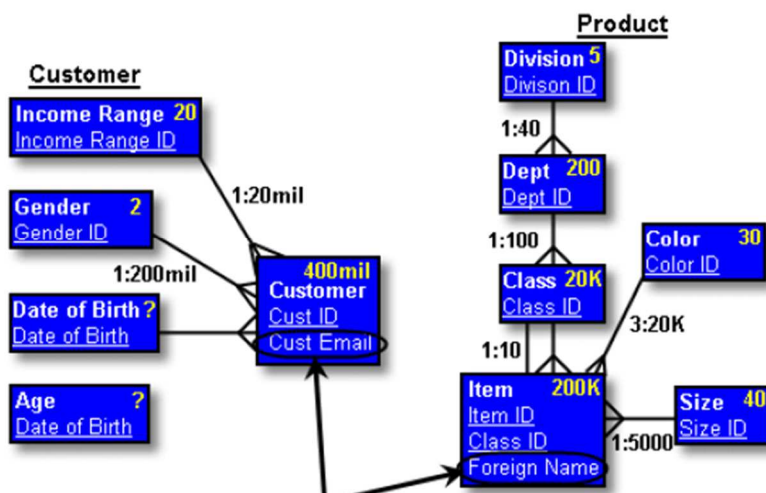 Product
Customer
Division 5
Divison ID
1:40
Income Range 20
Income Range ID
1:20mil
Dept 200
Dept ID
1:100
Gender 2
Gender ID
1:200mil
Color 30
Color ID
3:20K
400mil
Customer
Cust ID
Cust Email
Class 20K
Class ID
1:10
Date of Birth ?
Date of Birth
Age ?
Date of Birth
Item 200K
Item ID
Class ID
Foreign Name
Size 40
Size ID
1:5000